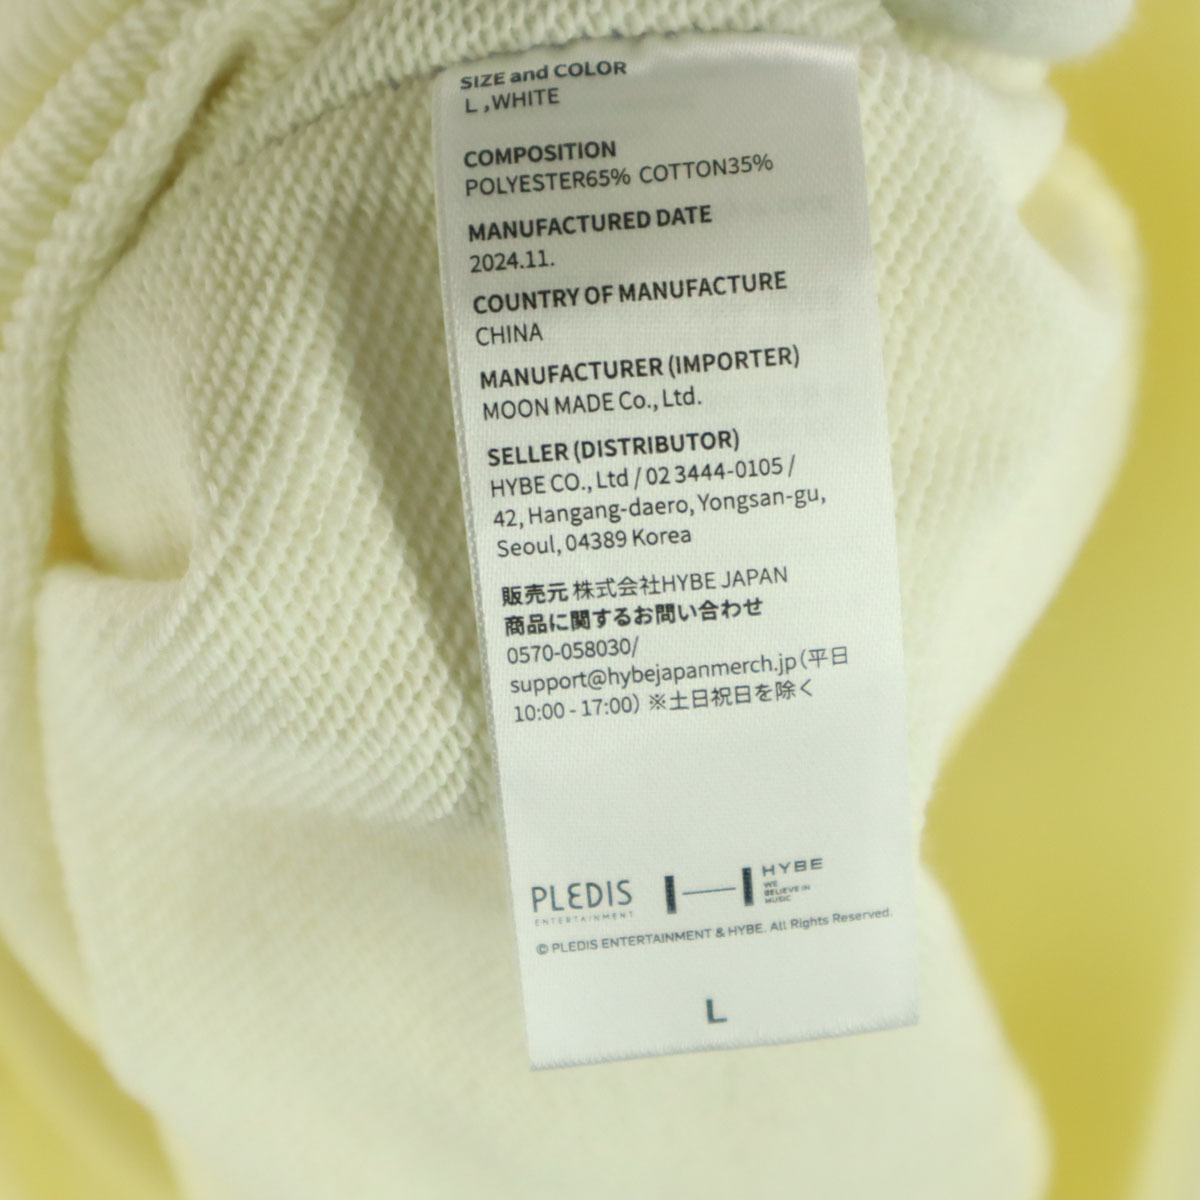 SIZE and COLOR
L ,WHITE
COMPOSITION
POLYESTER65% COTTON35%
MANUFACTURED DATE
2024.11.
COUNTRY OF MANUFACTURE
CHINA
MANUFACTURER (IMPORTER)
MOON MADE Co., Ltd.
SELLER (DISTRIBUTOR)
HYBE CO., Ltd / 02 3444-0105 /
42, Hangang-daero, Yongsan-gu,
Seoul, 04389 Korea
販売元 株式会社HYBE JAPAN
商品に関するお問い合わせ
0570-058030/
support@hybejapanmerch.jp（平日
10:00 - 17:00）※土日祝日を除く
PLEDIS
ENTERTAINMENT
HYBE
WE
BELIEVE IN
MUSIC
© PLEDIS ENTERTAINMENT & HYBE. All Rights Reserved.
L